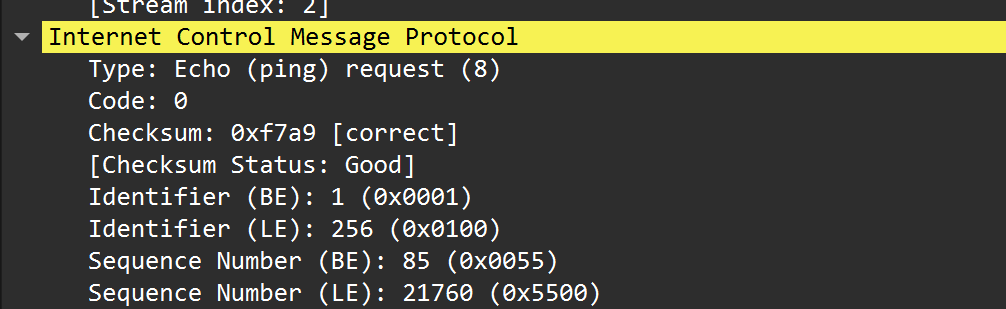 [Stream index: 2]
Internet Control Message Protocol
Type: Echo (ping) request (8)
Code: 0
Checksum: 0xf7a9 [correct]
[Checksum Status: Good]
Identifier (BE): 1 (0x0001)
Identifier (LE): 256 (0x0100)
Sequence Number (BE): 85 (0x0055)
Sequence Number (LE): 21760 (0x5500)